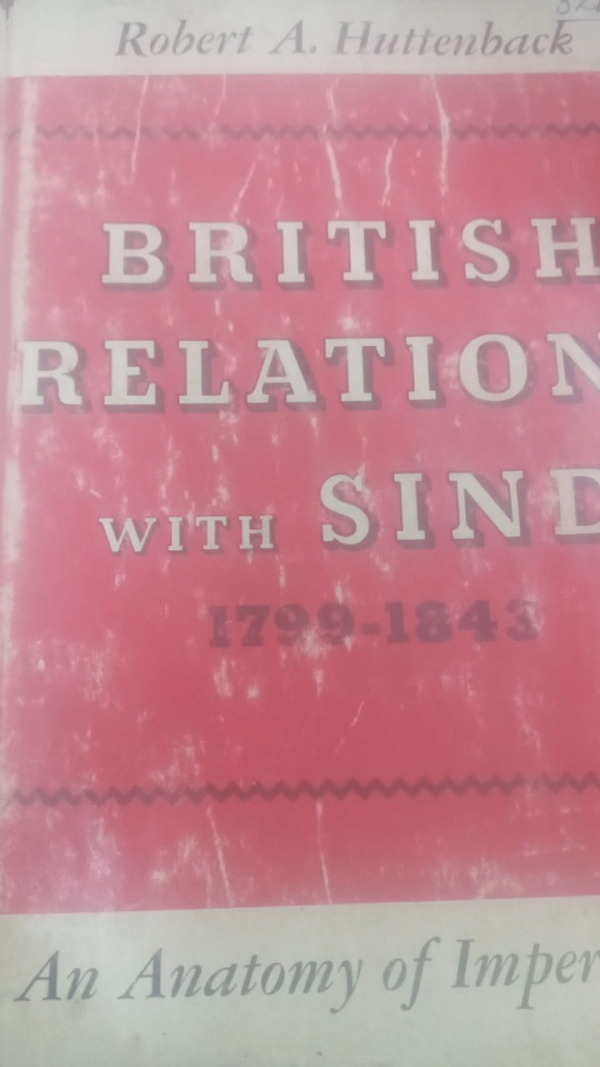 Robert A. Huttenback
BRITISH
RELATION
WITH SIND
1799-1843
An Anatomy of Imper